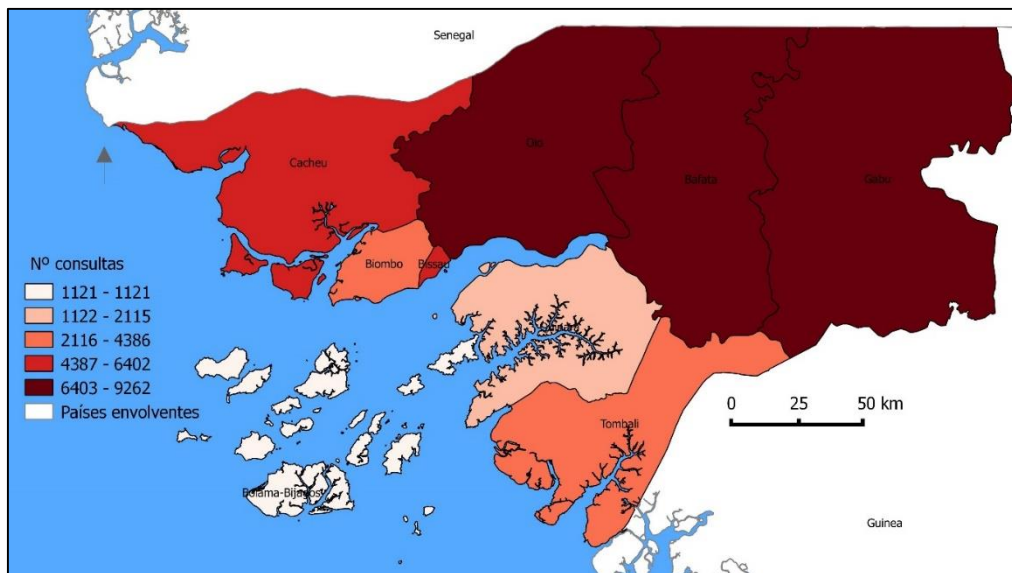 Senegal
Cacheu
Oio
Bafata
Gabu
Biombo
Bissau
Nº consultas
1121 - 1121
1122 - 2115
2116 - 4386
4387 - 6402
6403 - 9262
Países envolventes
0 25 50 km
Tombali
Bolama-Bijagos
Guinea